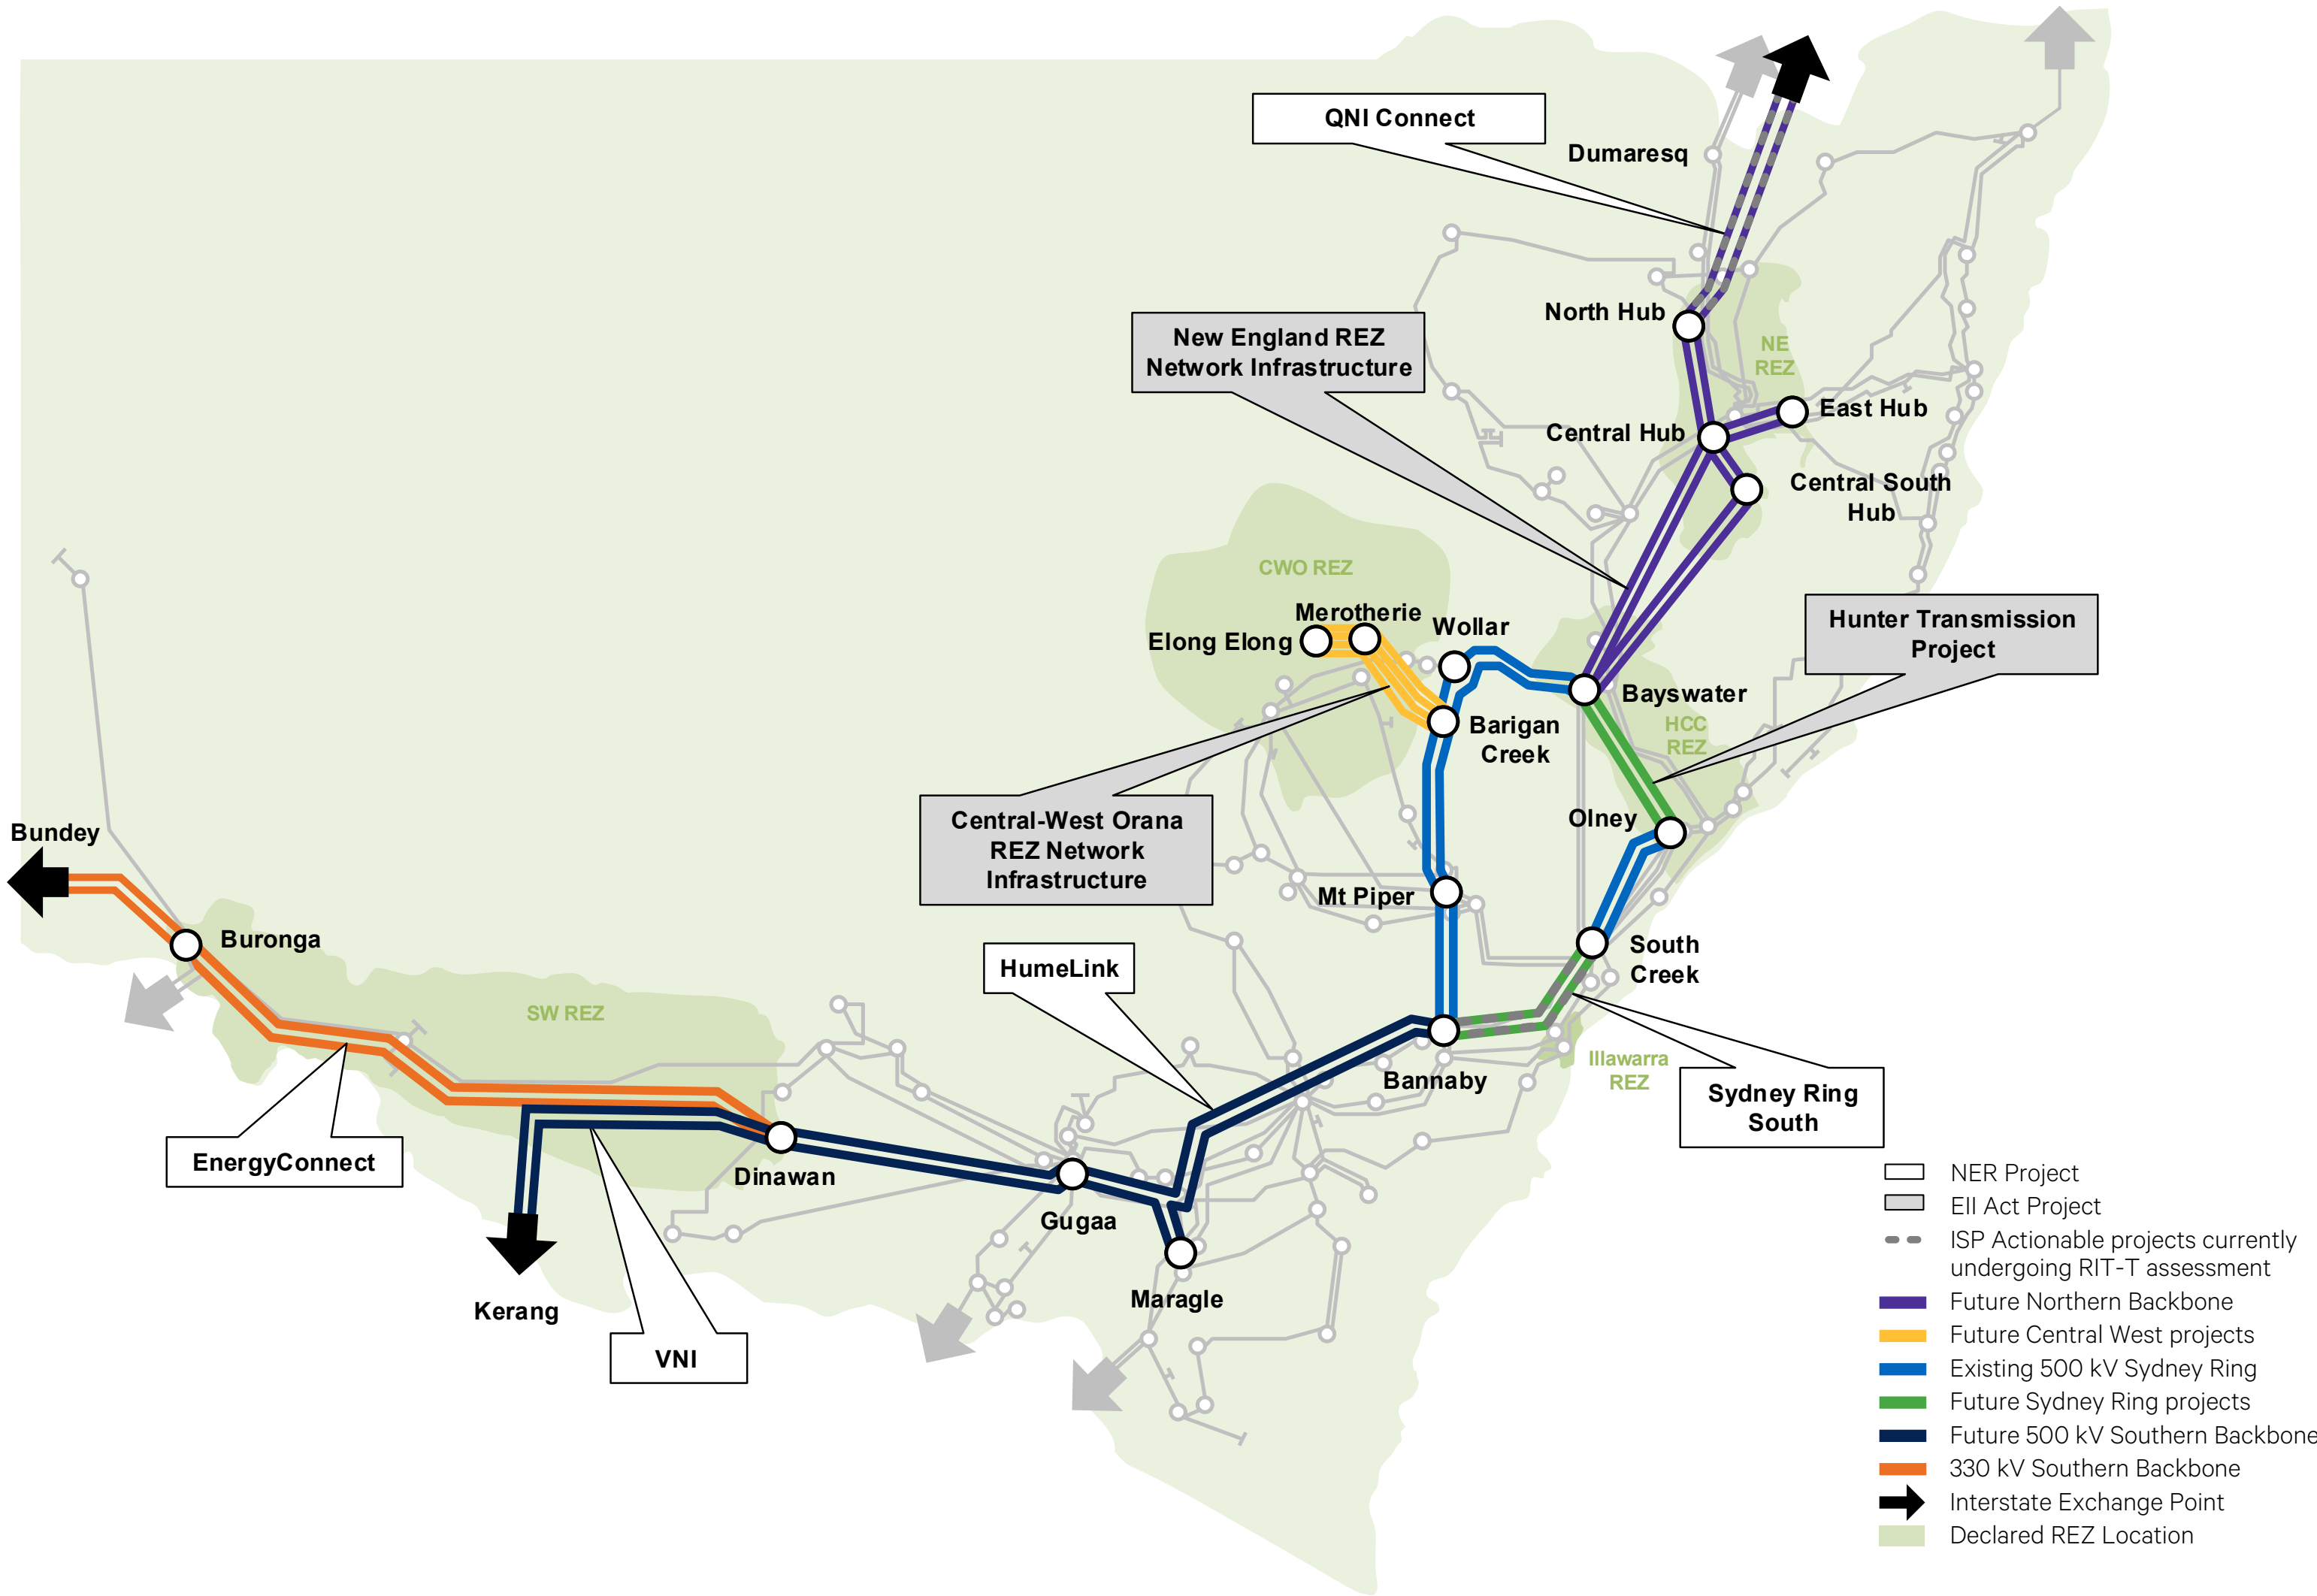 QNI Connect
Dumaresq
North Hub
New England REZ
Network Infrastructure
NE
REZ
East Hub
Central Hub
Central South
Hub
CWO REZ
Merotherie
Elong Elong
Wollar
Hunter Transmission
Project
Bayswater
Barigan
Creek
HCC
REZ
Central-West Orana
REZ Network
Infrastructure
Olney
Bundey
Mt Piper
Buronga
South
Creek
HumeLink
SW REZ
Illawarra
REZ
Bannaby
Sydney Ring
South
EnergyConnect
Dinawan
Gugaa
Maragle
Kerang
VNI
NER Project
EII Act Project
ISP Actionable projects currently
undergoing RIT-T assessment
Future Northern Backbone
Future Central West projects
Existing 500 kV Sydney Ring
Future Sydney Ring projects
Future 500 kV Southern Backbone
330 kV Southern Backbone
Interstate Exchange Point
Declared REZ Location